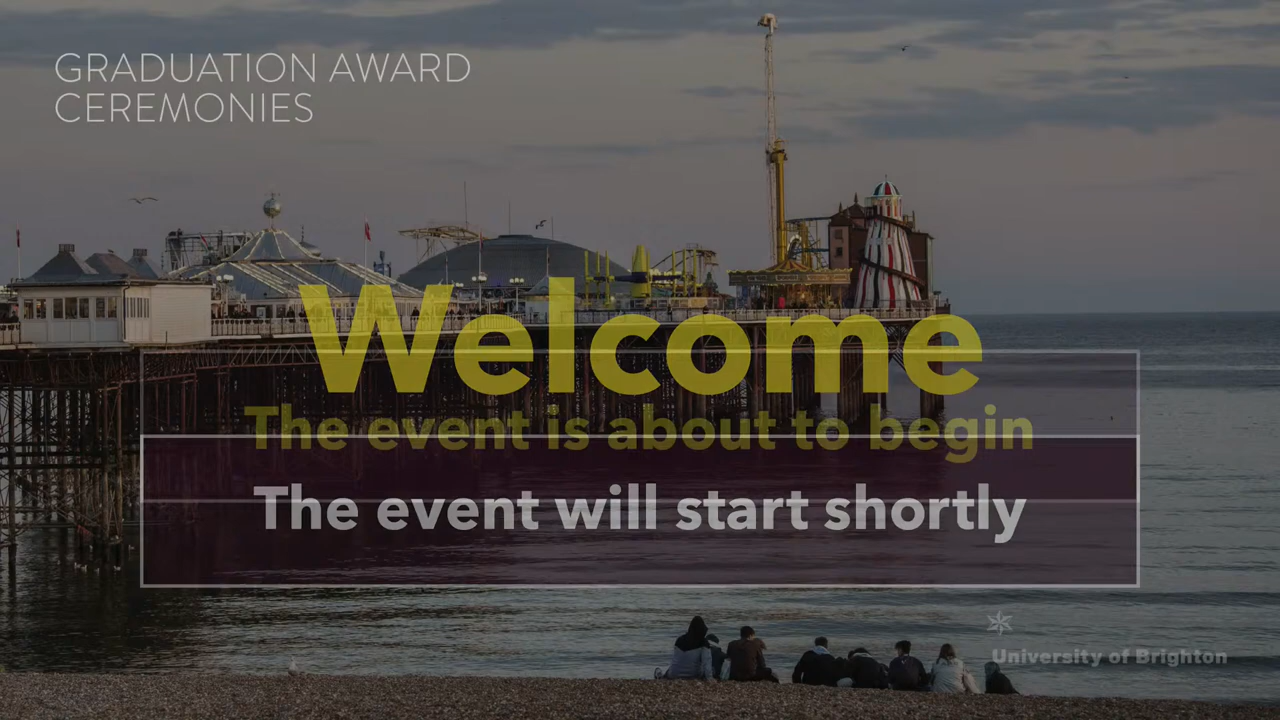 GRADUATION AWARD
CEREMONIES
Welcome
The event is about to begin
The event will start shortly
University of Brighton